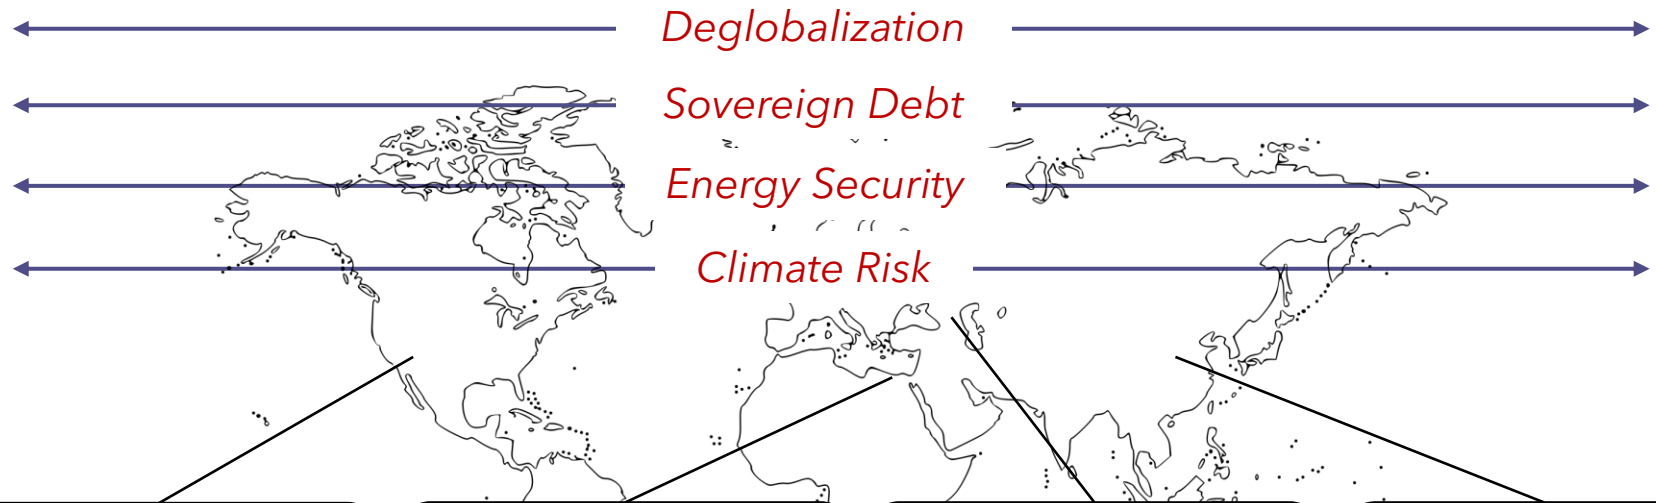 Deglobalization
Sovereign Debt
Energy Security
Climate Risk